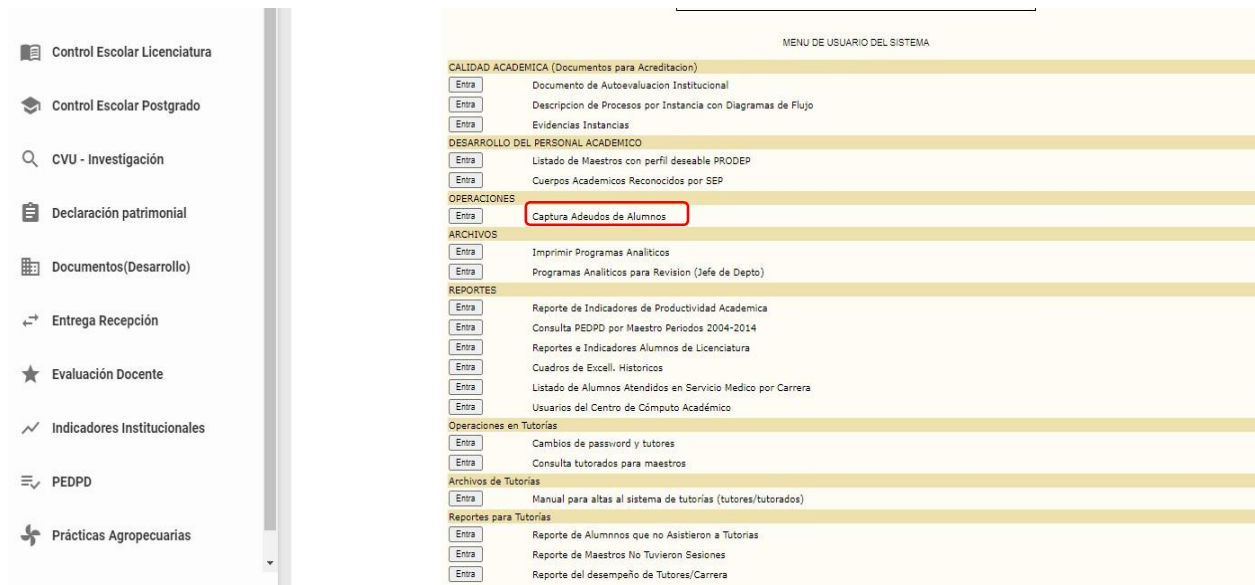 Control Escolar Licenciatura
Control Escolar Postgrado
CVU - Investigación
Declaración patrimonial
Documentos(Desarrollo)
Entrega Recepción
Evaluación Docente
Indicadores Institucionales
PEDPD
Prácticas Agropecuarias
MENU DE USUARIO DEL SISTEMA
CALIDAD ACADEMICA (Documentos para Acreditacion)
Entra Documento de Autoevaluacion Institucional
Entra Descripcion de Procesos por Instancia con Diagramas de Flujo
Entra Evidencias Instancias
DESARROLLO DEL PERSONAL ACADEMICO
Entra Listado de Maestros con perfil deseable PRODEP
Entra Cuerpos Academicos Reconocidos por SEP
OPERACIONES
Entra Captura Adeudos de Alumnos
ARCHIVOS
Entra Imprimir Programas Analiticos
Entra Programas Analiticos para Revision (Jefe de Depto)
REPORTES
Entra Reporte de Indicadores de Productividad Academica
Entra Consulta PEDPD por Maestro Periodos 2004-2014
Entra Reportes e Indicadores Alumnos de Licenciatura
Entra Cuadros de Excell. Historicos
Entra Listado de Alumnos Atendidos en Servicio Medico por Carrera
Entra Usuarios del Centro de Cómputo Académico
Operaciones en Tutorías
Entra Cambios de password y tutores
Entra Consulta tutorados para maestros
Archivos de Tutorías
Entra Manual para altas al sistema de tutorías (tutores/tutorados)
Reportes para Tutorías
Entra Reporte de Alumnnos que no Asistieron a Tutorias
Entra Reporte de Maestros No Tuvieron Sesiones
Entra Reporte del desempeño de Tutores/Carrera